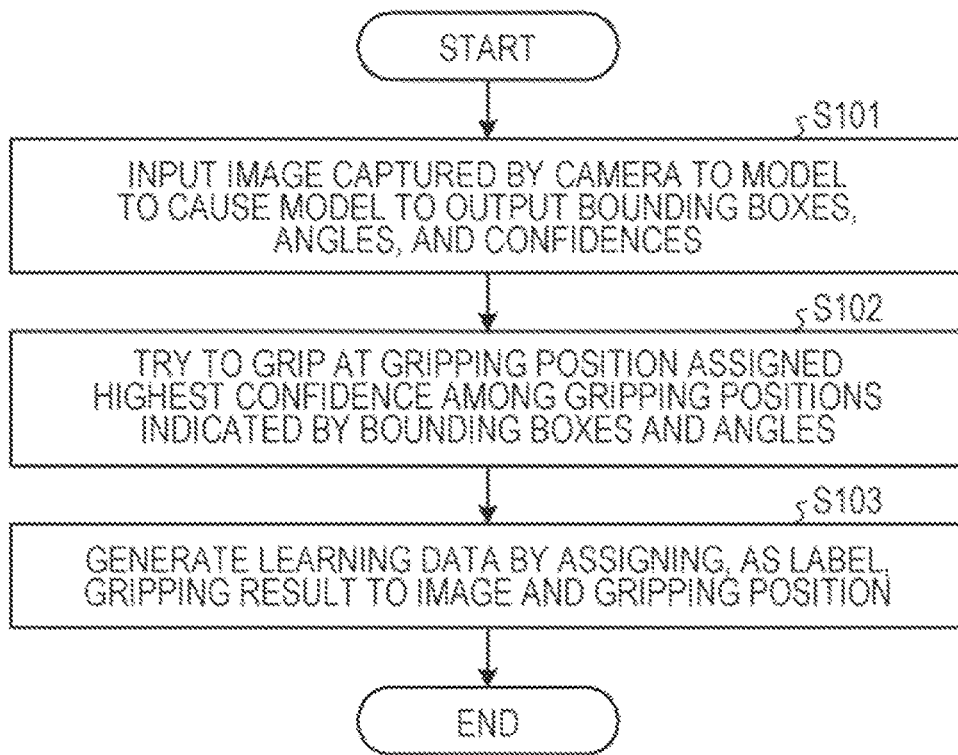 START
S101
INPUT IMAGE CAPTURED BY CAMERA TO MODEL
TO CAUSE MODEL TO OUTPUT BOUNDING BOXES,
ANGLES, AND CONFIDENCES
S102
TRY TO GRIP AT GRIPPING POSITION ASSIGNED
HIGHEST CONFIDENCE AMONG GRIPPING POSITIONS
INDICATED BY BOUNDING BOXES AND ANGLES
S103
GENERATE LEARNING DATA BY ASSIGNING, AS LABEL,
GRIPPING RESULT TO IMAGE AND GRIPPING POSITION
END